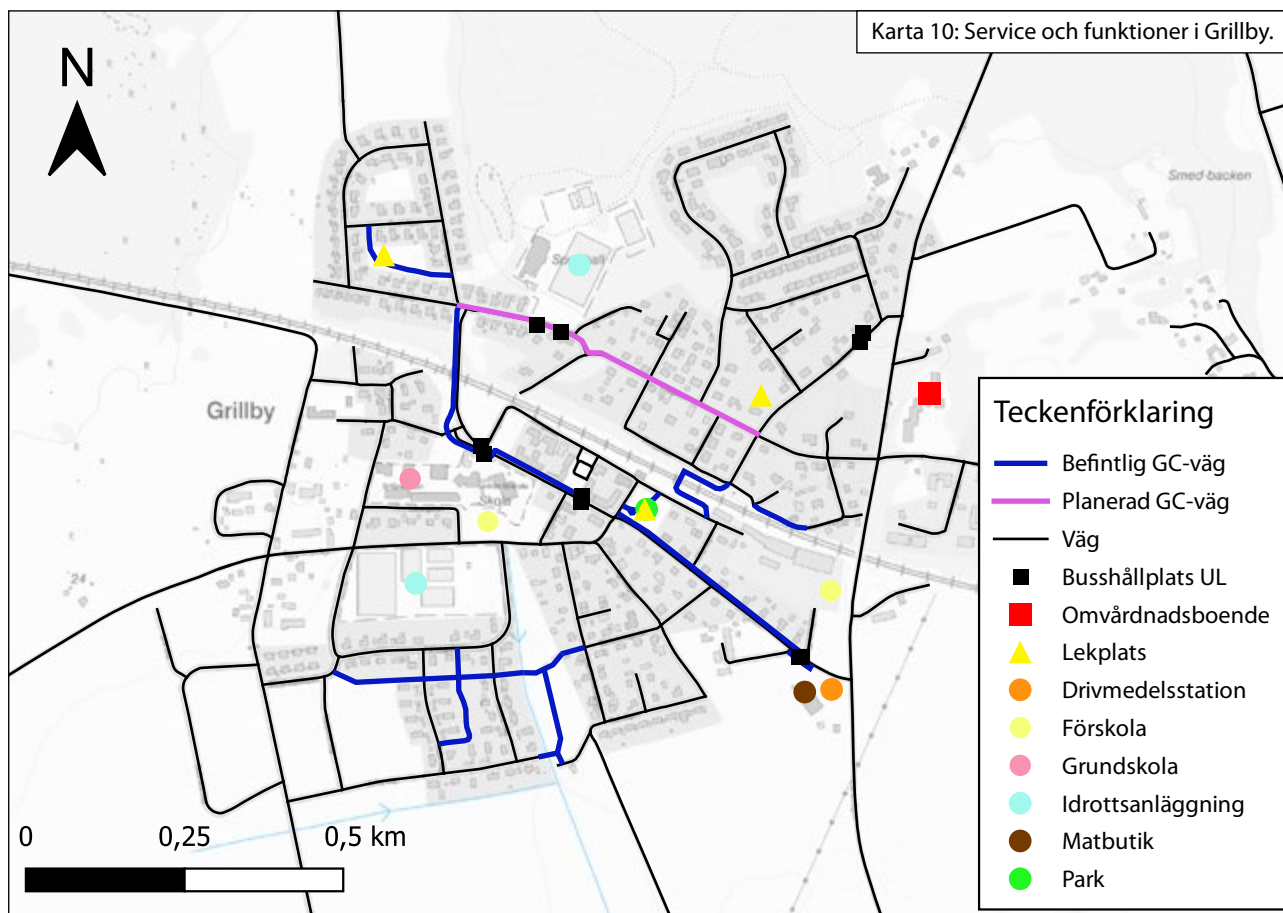 Karta 10: Service och funktioner i Grillby.
N
Smed-backen
Grillby
Skola
24
Teckenförklaring
Befintlig GC-väg
Planerad GC-väg
Väg
Busshållplats UL
Omvårdnadsboende
Lekplats
Drivmedelsstation
Förskola
Grundskola
Idrottsanläggning
Matbutik
Park
0 0,25 0,5 km